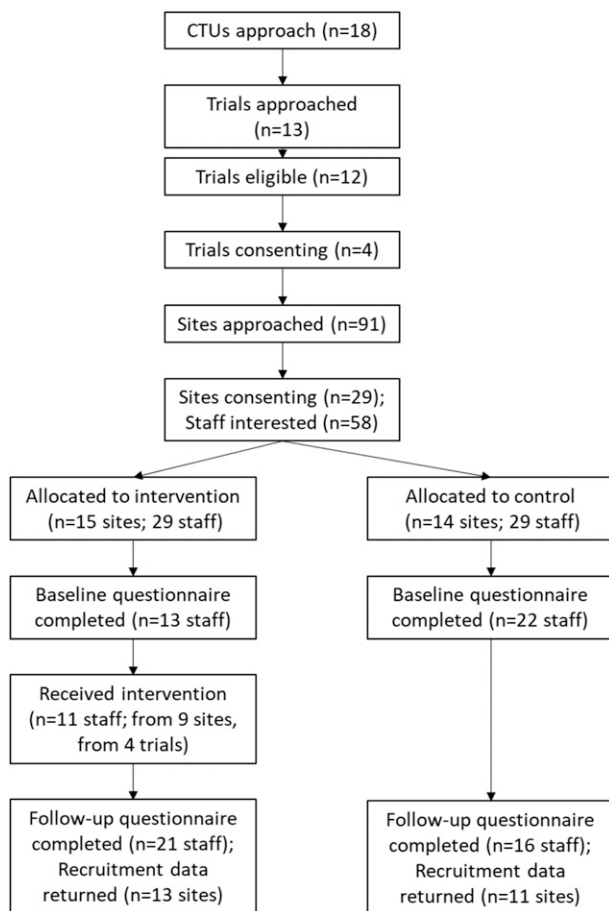 CTUs approach (n=18)
Trials approached
(n=13)
Trials eligible (n=12)
Trials consenting (n=4)
Sites approached (n=91)
Sites consenting (n=29);
Staff interested (n=58)
Allocated to intervention
(n=15 sites; 29 staff)
Allocated to control
(n=14 sites; 29 staff)
Baseline questionnaire
completed (n=13 staff)
Baseline questionnaire
completed (n=22 staff)
Received intervention
(n=11 staff; from 9 sites,
from 4 trials)
Follow-up questionnaire
completed (n=21 staff);
Recruitment data
returned (n=13 sites)
Follow-up questionnaire
completed (n=16 staff);
Recruitment data
returned (n=11 sites)